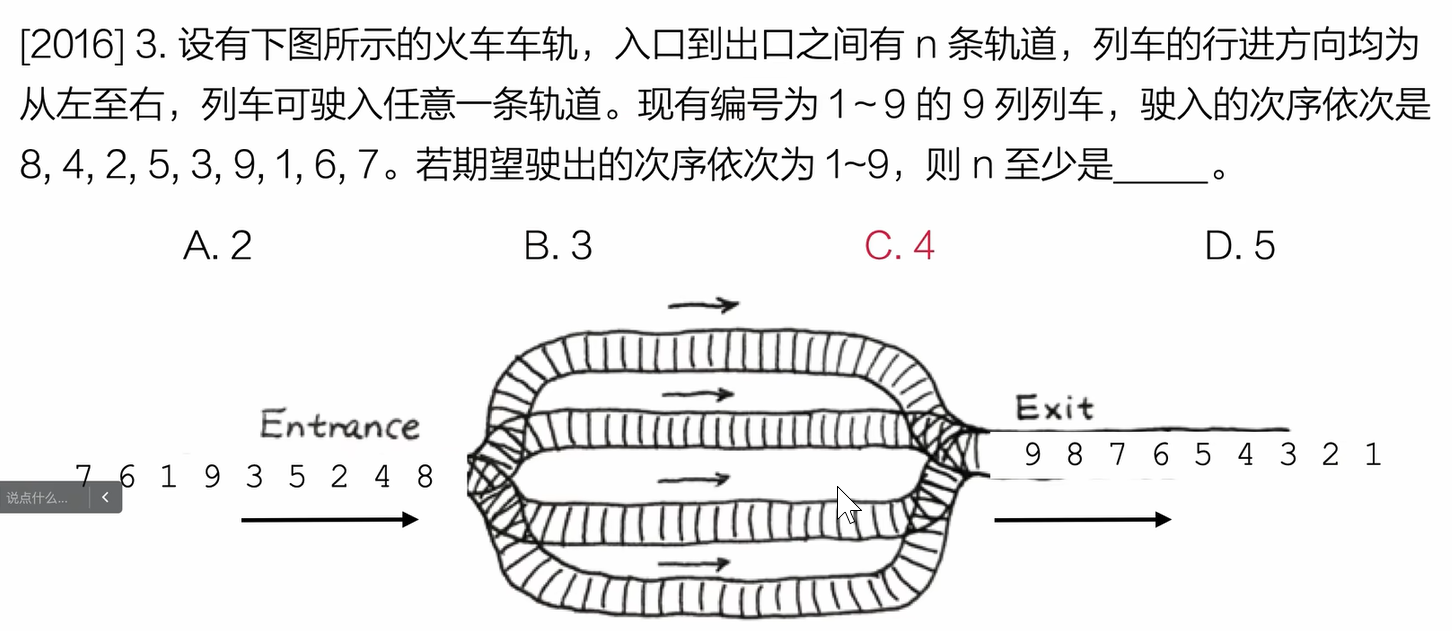 [2016] 3. 设有下图所示的火车车轨，入口到出口之间有 n 条轨道，列车的行进方向均为
从左至右，列车可驶入任意一条轨道。现有编号为 1~9 的 9 列列车，驶入的次序依次是
8, 4, 2, 5, 3, 9, 1, 6, 7。若期望驶出的次序依次为 1~9，则 n 至少是_____。
A. 2 B. 3 C. 4 D. 5
Entrance
Exit
7 6 1 9 3 5 2 4 8
9 8 7 6 5 4 3 2 1
说点什么...